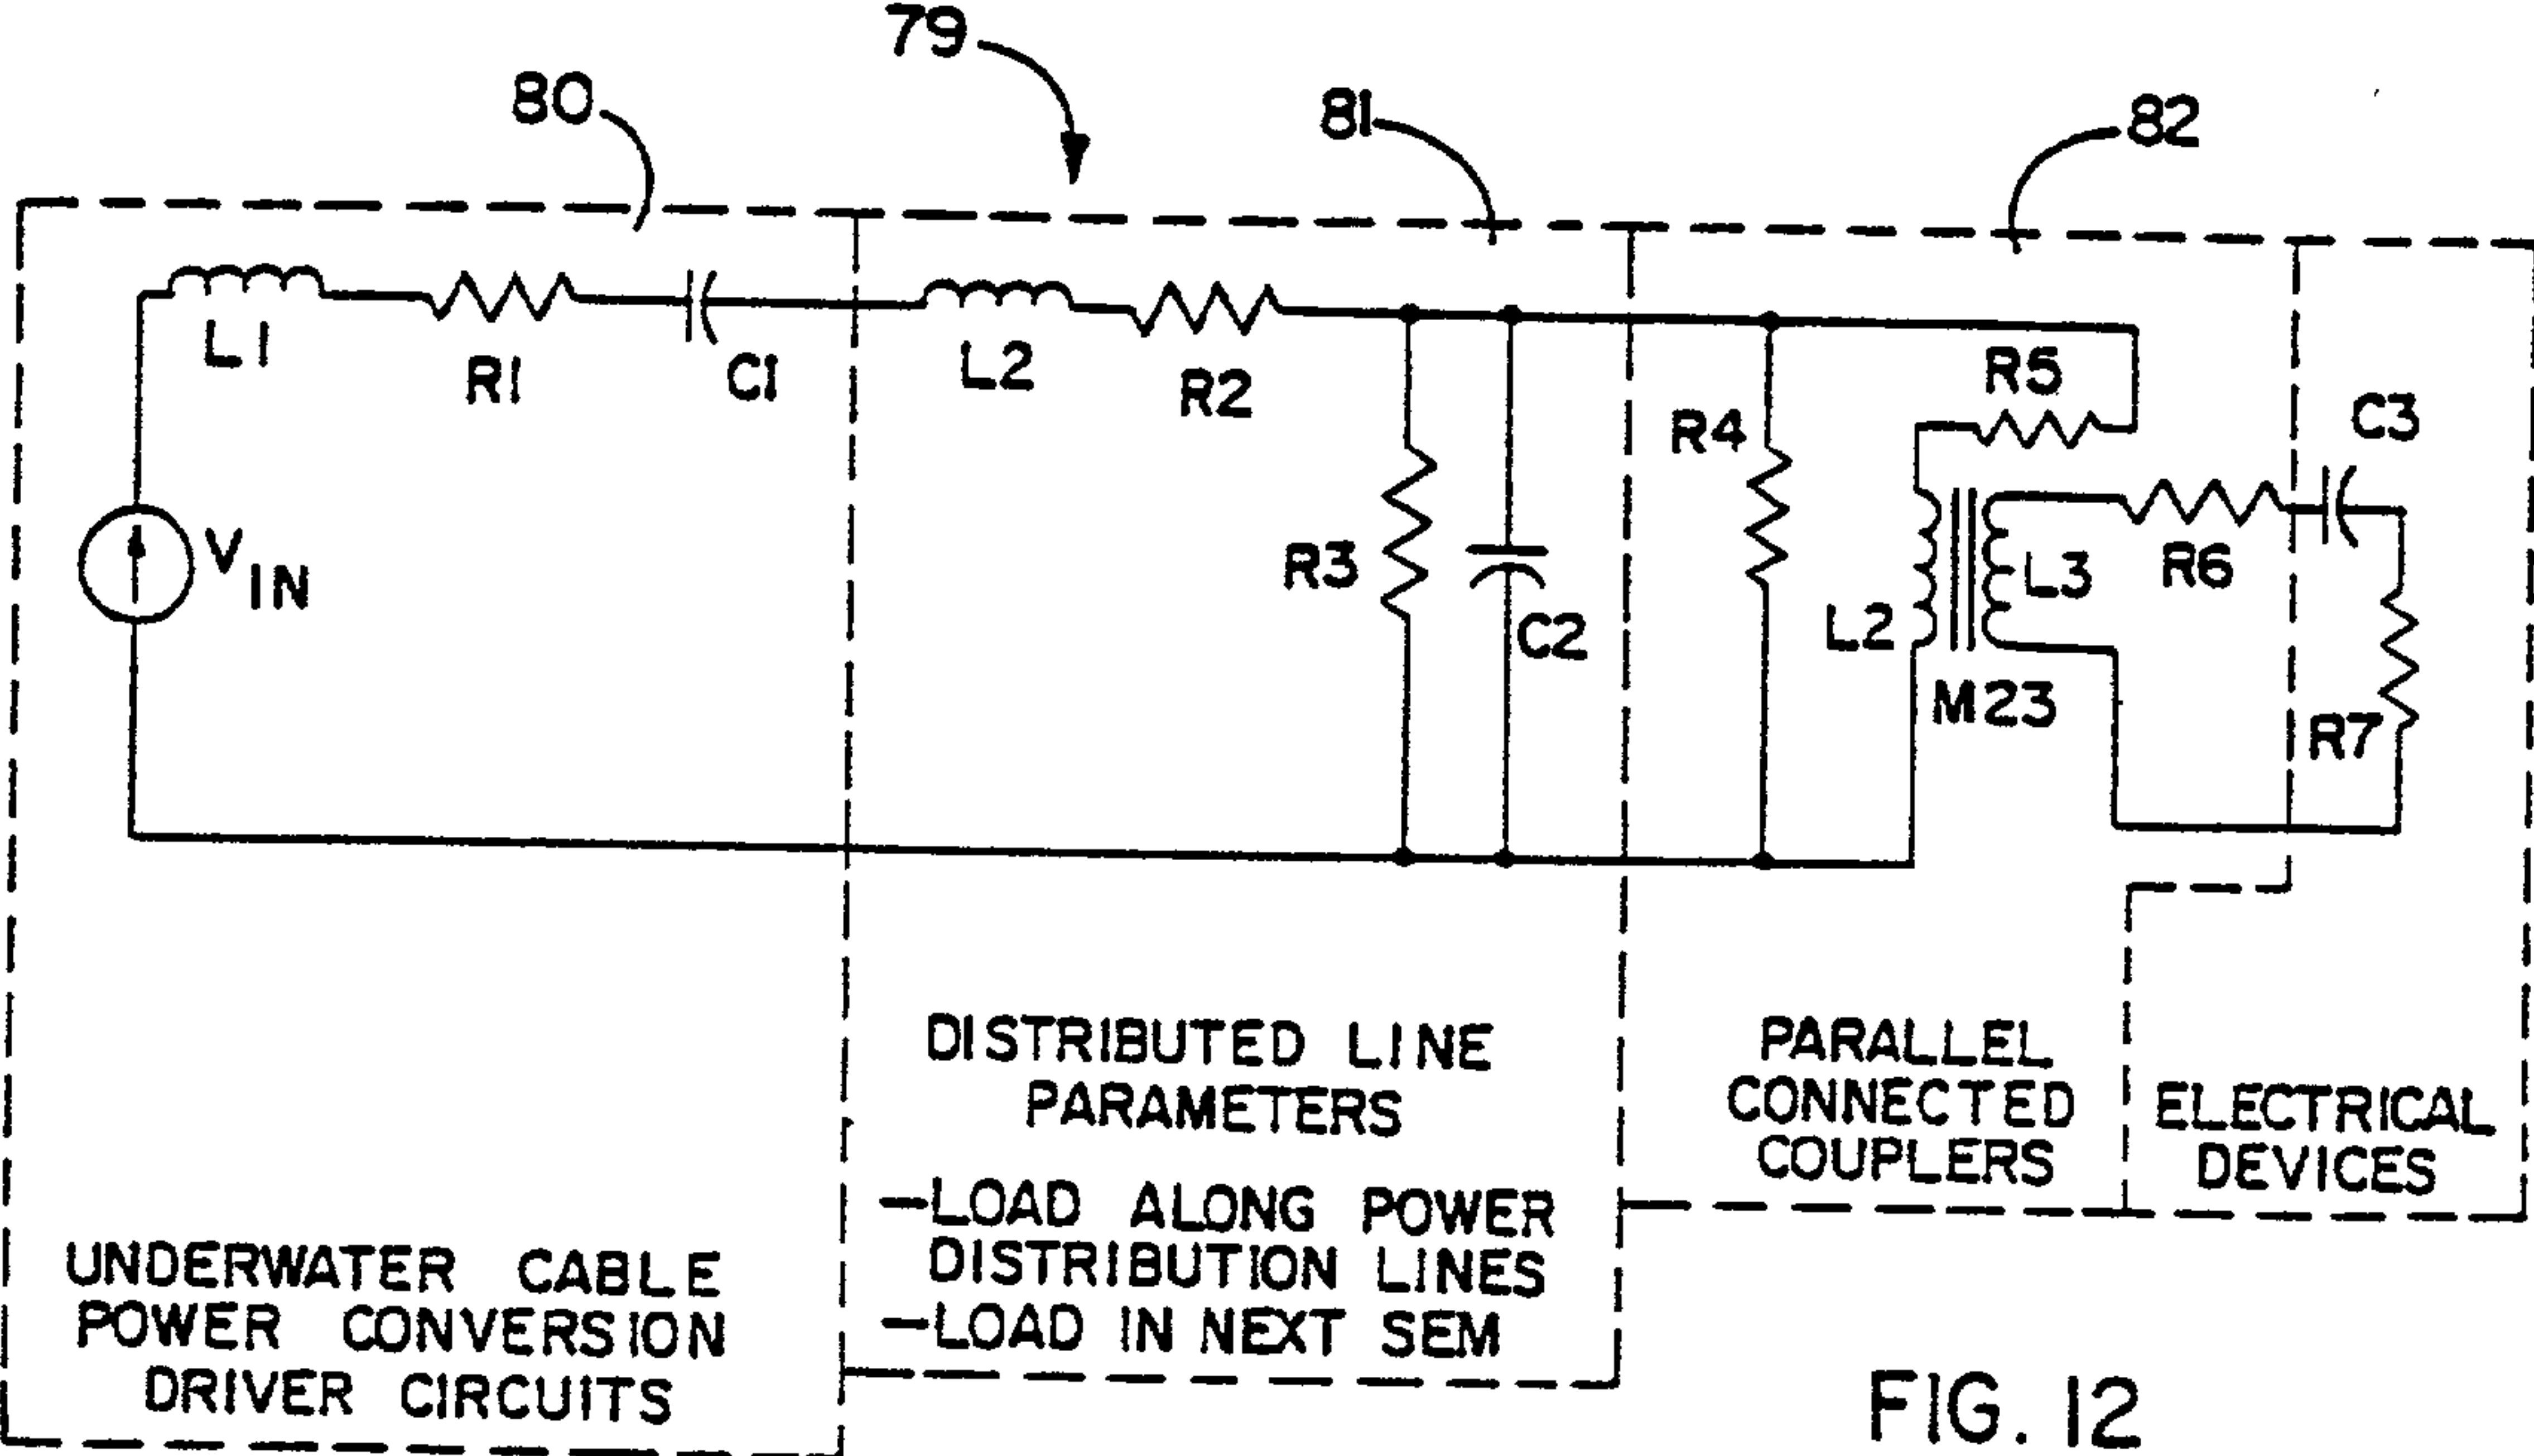 79
80
81
82
L1
R1
C1
L2
R2
R5
R4
C3
V IN
R3
C2
L2
L3
R6
M23
R7
DISTRIBUTED LINE
PARAMETERS
-LOAD ALONG POWER
DISTRIBUTION LINES
-LOAD IN NEXT SEM
PARALLEL
CONNECTED
COUPLERS
ELECTRICAL
DEVICES
UNDERWATER CABLE
POWER CONVERSION
DRIVER CIRCUITS
FIG. 12